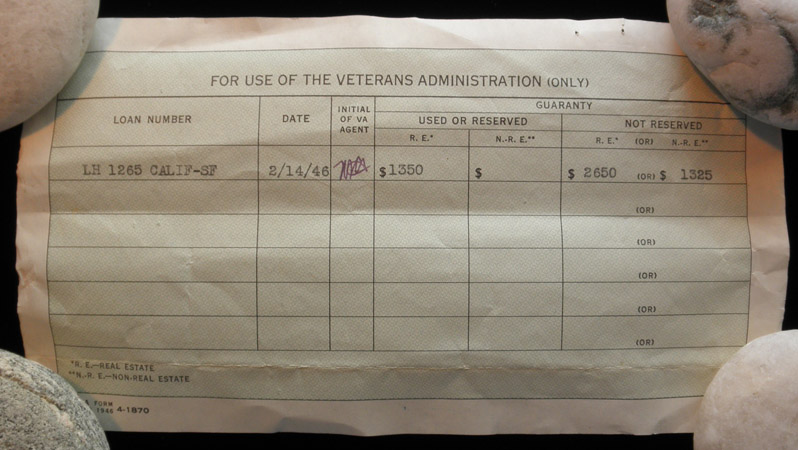 FOR USE OF THE VETERANS ADMINISTRATION (ONLY)
LOAN NUMBER
DATE
INITIAL
OF VA
AGENT
GUARANTY
USED OR RESERVED
NOT RESERVED
R. E.*
N.-R. E.**
R. E.* (OR) N.-R. E.**
LH 1265 CALIF-SF 2/14/46 $1350 $ $ 2650 (OR) $ 1325
(OR)
(OR)
(OR)
(OR)
(OR)
*R. E.—REAL ESTATE
**N.-R. E.—NON-REAL ESTATE
FORM
1946 4-1870